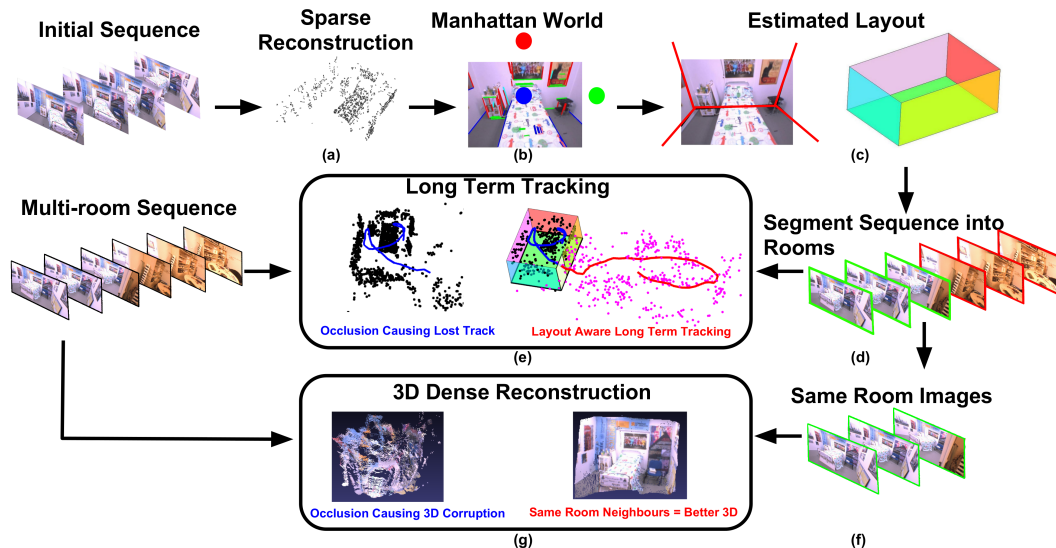 Initial Sequence
Sparse
Reconstruction
Manhattan World
Estimated Layout
(a)
(b)
(c)
Multi-room Sequence
Long Term Tracking
Segment Sequence into
Rooms
Occlusion Causing Lost Track
Layout Aware Long Term Tracking
(e)
(d)
3D Dense Reconstruction
Same Room Images
Occlusion Causing 3D Corruption
Same Room Neighbours = Better 3D
(g)
(f)